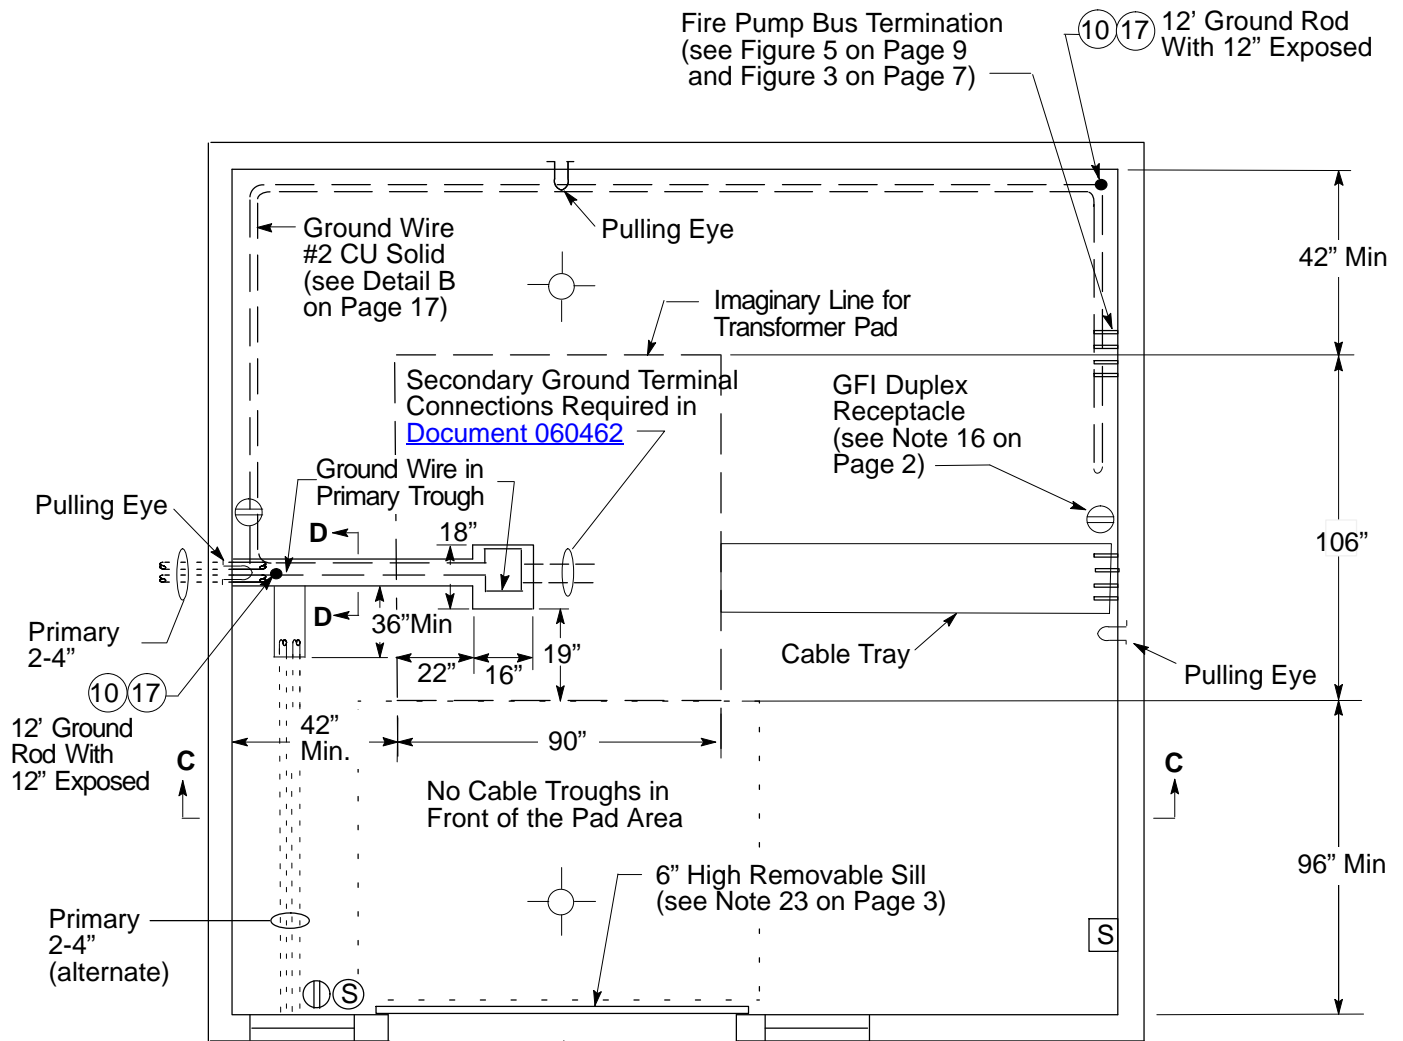 Fire Pump Bus Termination
(see Figure 5 on Page 9
and Figure 3 on Page 7)
10 17 12’ Ground Rod
With 12” Exposed
Pulling Eye
Ground Wire
#2 CU Solid
(see Detail B
on Page 17)
42” Min
Imaginary Line for
Transformer Pad
Secondary Ground Terminal
Connections Required in
Document 060462
GFI Duplex
Receptacle
(see Note 16 on
Page 2)
Ground Wire in
Primary Trough
Pulling Eye
D
18”
106”
D
36”Min
Primary
2-4”
22”
16”
19”
Cable Tray
Pulling Eye
10 17
12’ Ground
Rod With
12” Exposed
42”
Min.
90”
C
C
No Cable Troughs in
Front of the Pad Area
96” Min
6” High Removable Sill
(see Note 23 on Page 3)
Primary
2-4”
(alternate)
S
S